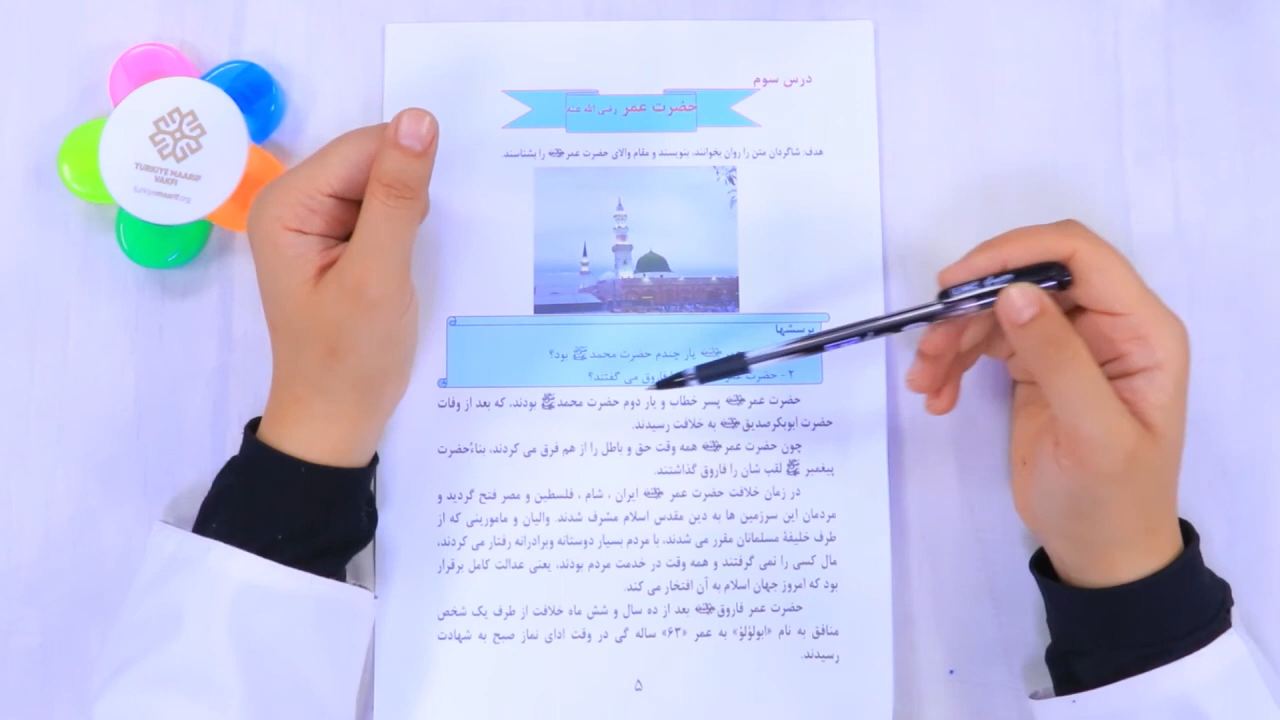 TURKIYE MAARIF
VAKFI
turkiyemaarif.org
درس سوم
حضرت عمر رضی الله عنه
هدف: شاگردان متن را روان بخوانند، بنویسند و مقام والای حضرت عمرؓ را بشناسند.
پرسشها
یار چندم حضرت محمدﷺ بود؟
۲- حضرت فاروق می گفتند؟
حضرت عمرؓ پسر خطاب و یار دوم حضرت محمدﷺ بودند، که بعد از وفات
حضرت ابوبکرصدیقؓ به خلافت رسیدند.
چون حضرت عمرؓ همه وقت حق و باطل را از هم فرق می کردند، بناءًحضرت
پیغمبر ﷺ لقب شان را فاروق گذاشتند.
در زمان خلافت حضرت عمر ؓ ایران ، شام ، فلسطین و مصر فتح گردید و
مردمان این سرزمین ها به دین مقدس اسلام مشرف شدند. والیان و مامورینی که از
طرف خلیفهٔ مسلمانان مقرر می شدند، با مردم بسیار دوستانه وبرادرانه رفتار می کردند،
مال کسی را نمی گرفتند و همه وقت در خدمت مردم بودند، یعنی عدالت کامل برقرار
بود که امروز جهان اسلام به آن افتخار می کند.
حضرت عمر فاروقؓ بعد از ده سال و شش ماه خلافت از طرف یک شخص
منافق به نام «ابولؤلؤ» به عمر «۶۳» ساله گی در وقت ادای نماز صبح به شهادت
رسیدند.
۵